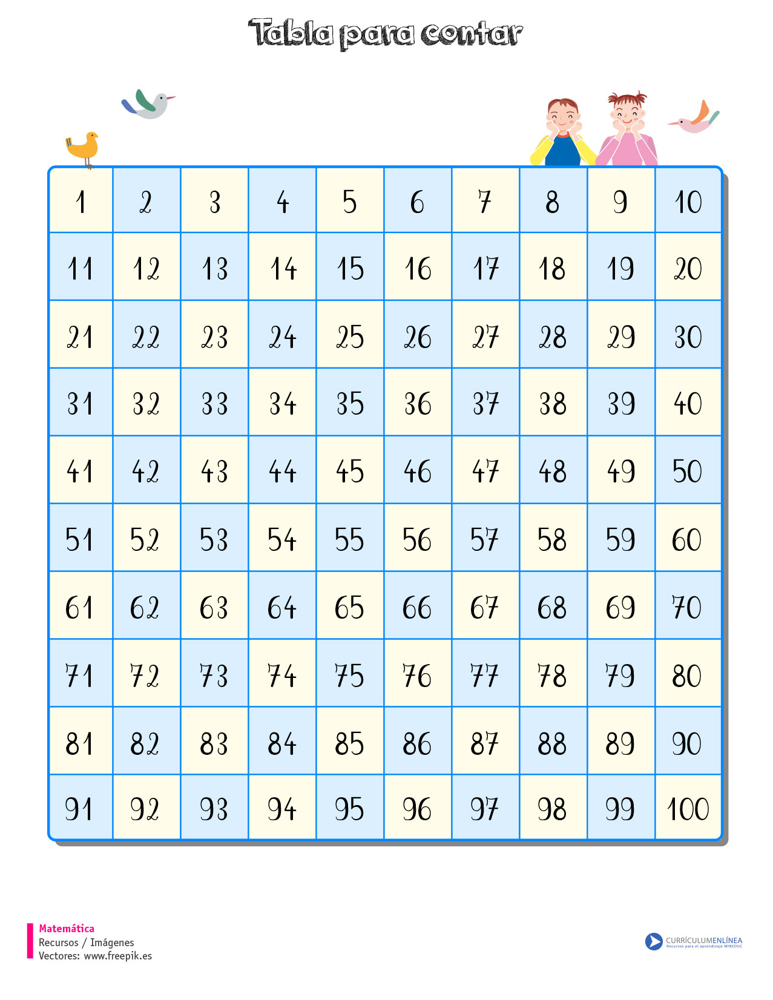 Tabla para contar
1 2 3 4 5 6 7 8 9 10
11 12 13 14 15 16 17 18 19 20
21 22 23 24 25 26 27 28 29 30
31 32 33 34 35 36 37 38 39 40
41 42 43 44 45 46 47 48 49 50
51 52 53 54 55 56 57 58 59 60
61 62 63 64 65 66 67 68 69 70
71 72 73 74 75 76 77 78 79 80
81 82 83 84 85 86 87 88 89 90
91 92 93 94 95 96 97 98 99 100
Matemática
Recursos / Imágenes
Vectores: www.freepik.es
CURRÍCULUMENLÍNEA
Recursos para el aprendizaje MINEDUC